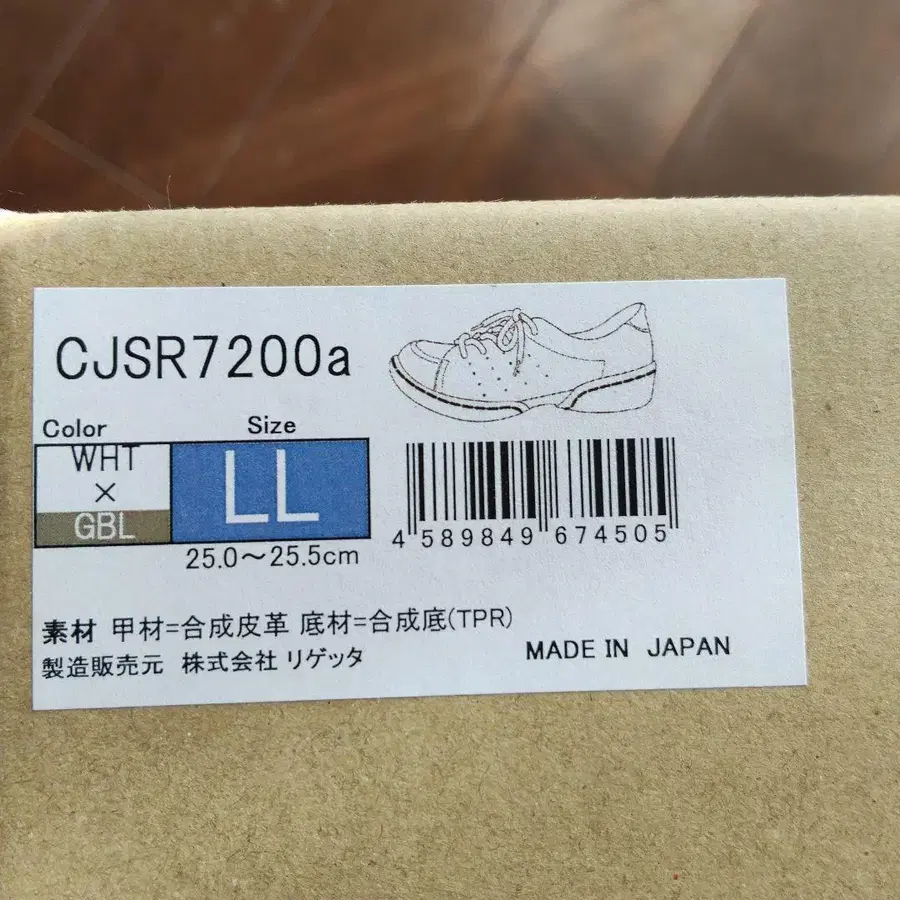 CJSR7200a
Color Size
WHT
×
GBL
LL
25.0～25.5cm
4 589849 674505
素材 甲材=合成皮革 底材=合成底(TPR)
製造販売元 株式会社 リゲッタ
MADE IN JAPAN